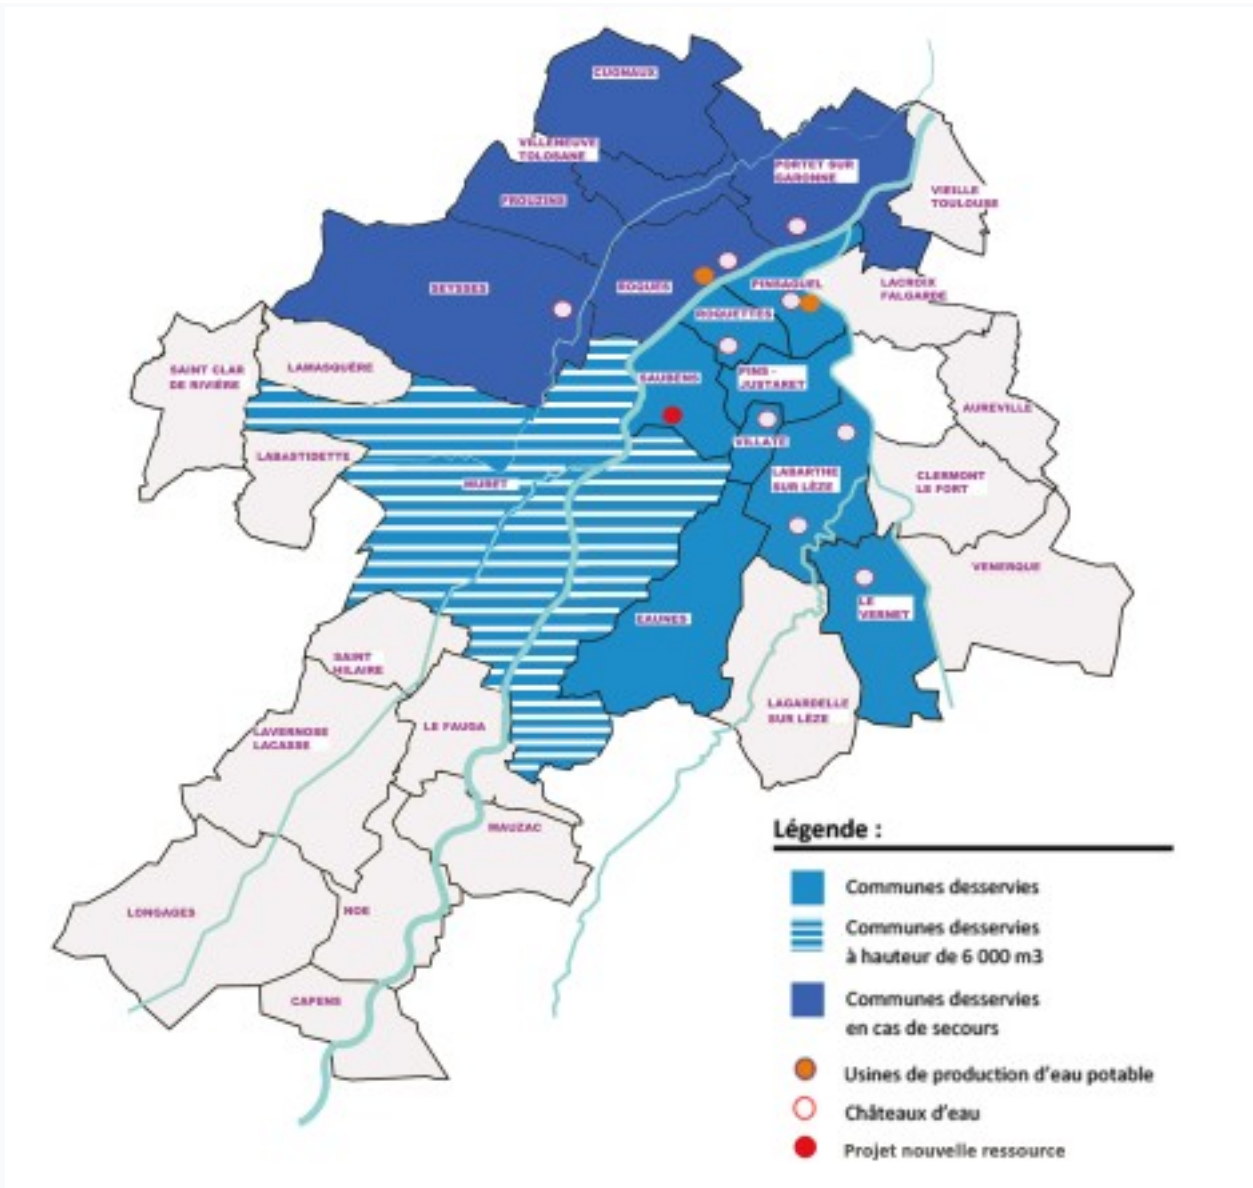 CUGNAUX
VILLENEUVE
TOLOSANE
PORTET SUR
GARONNE
FROUZINS
VIEILLE
TOULOUSE
SEYSSES
ROQUES
PINSAGUEL
LACROIX
FALGARDE
ROQUETTES
SAINT CLAR
DE RIVIÈRE
LAMASQUÈRE
SAUBENS
PINS -
JUSTARET
AUREVILLE
VILLATE
LABASTIDETTE
MURET
LABARTHE
SUR LÈZE
CLERMONT
LE FORT
VENERQUE
EAUNES
LE
VERNET
SAINT
HILAIRE
LAVERNOSE
LACASSE
LE FAUGA
LAGARDELLE
SUR LÈZE
MAUZAC
LONGAGES
NOE
CAPENS
Légende :
Communes desservies
Communes desservies
à hauteur de 6 000 m3
Communes desservies
en cas de secours
Usines de production d'eau potable
Châteaux d'eau
Projet nouvelle ressource